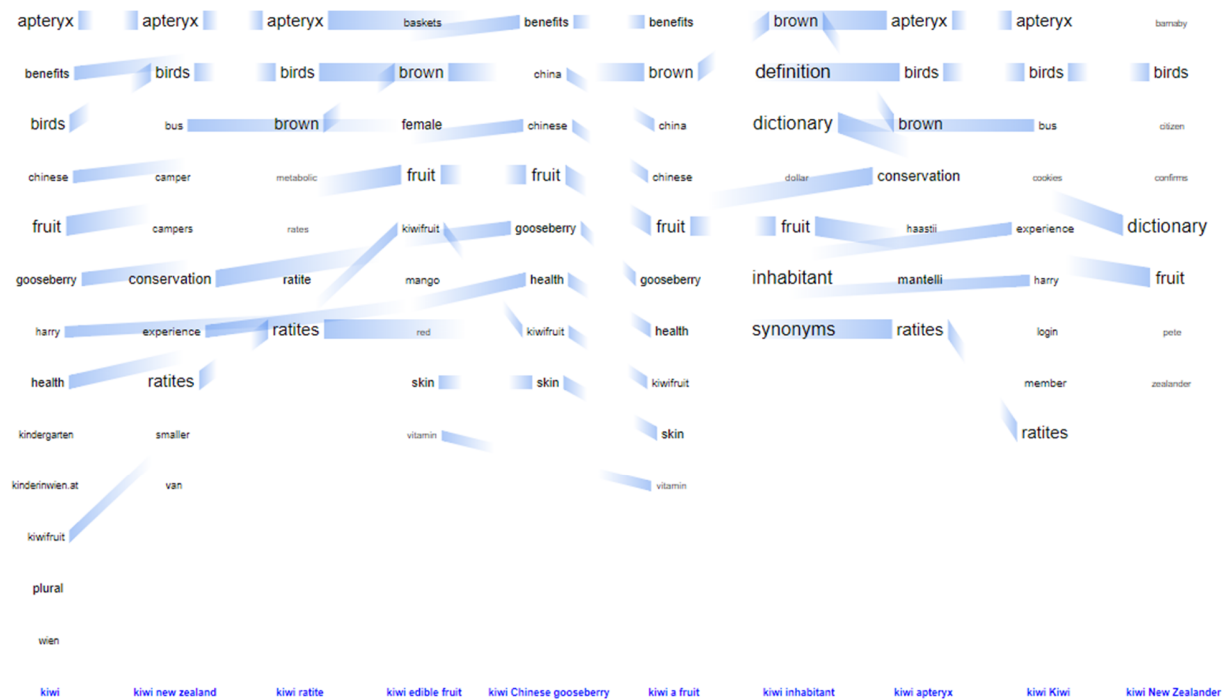 apteryx apteryx apteryx baskets benefits benefits brown apteryx apteryx barnaby
benefits birds birds brown china brown definition birds birds birds
birds bus brown female chinese china dictionary brown bus citizen
chinese camper metabolic fruit fruit chinese dollar conservation cookies confirms
fruit campers rates kiwifruit gooseberry fruit fruit haastii experience dictionary
gooseberry conservation ratite mango health gooseberry inhabitant mantelli harry fruit
harry experience ratites red kiwifruit health synonyms ratites login pete
health ratites skin skin kiwifruit member zealander
kindergarten smaller vitamin skin ratites
kinderinwien.at van vitamin
kiwifruit
plural
wien
kiwi kiwi new zealand kiwi ratite kiwi edible fruit kiwi Chinese gooseberry kiwi a fruit kiwi inhabitant kiwi apteryx kiwi Kiwi kiwi New Zealander